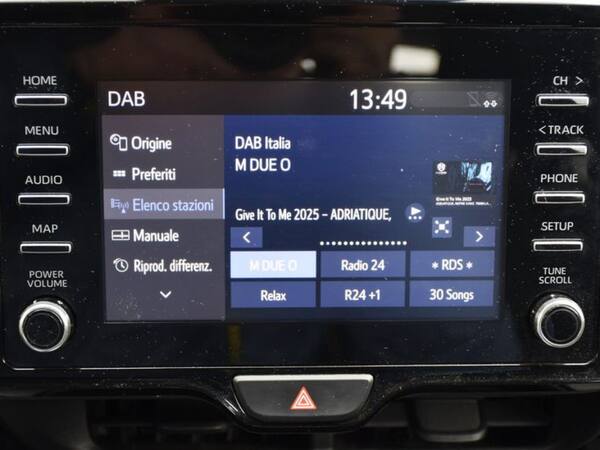 HOME
MENU
AUDIO
MAP
POWER
VOLUME
DAB
13:49
Origine
Preferiti
Elenco stazioni
Manuale
Riprod. differenz.
DAB Italia
M DUE O
Give It To Me 2025 – ADRIATIQUE,
M DUE O
Radio 24
* RDS *
Relax
R24 +1
30 Songs
CH >
< TRACK
PHONE
SETUP
TUNE
SCROLL